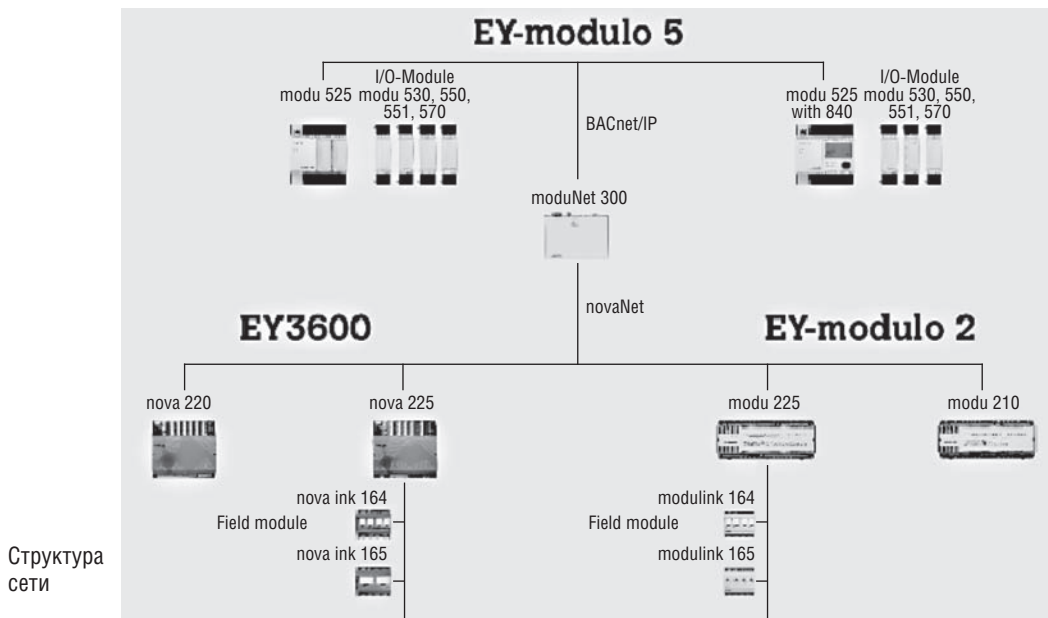 EY-modulo 5
modu 525
I/O-Module
modu 530, 550,
551, 570
BACnet/IP
modu 525
with 840
I/O-Module
modu 530, 550,
551, 570
moduNet 300
novaNet
EY3600
EY-modulo 2
nova 220
nova 225
modu 225
modu 210
nova ink 164
Field module
nova ink 165
modulink 164
Field module
modulink 165
Структура
сети